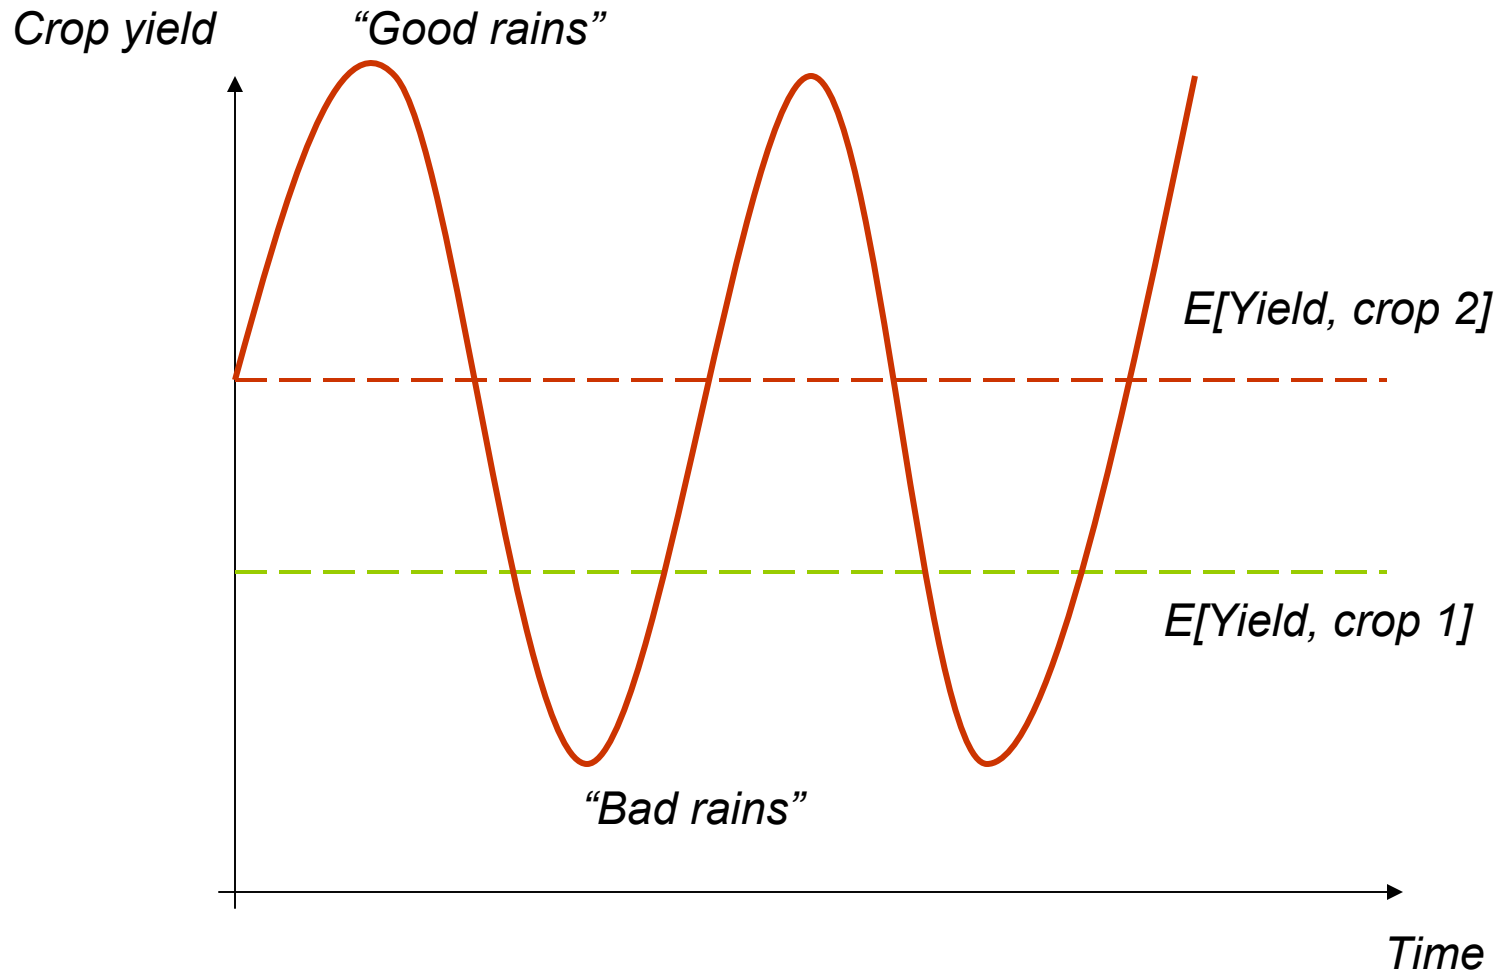 Crop yield
“Good rains”
E[Yield, crop 2]
E[Yield, crop 1]
“Bad rains”
Time